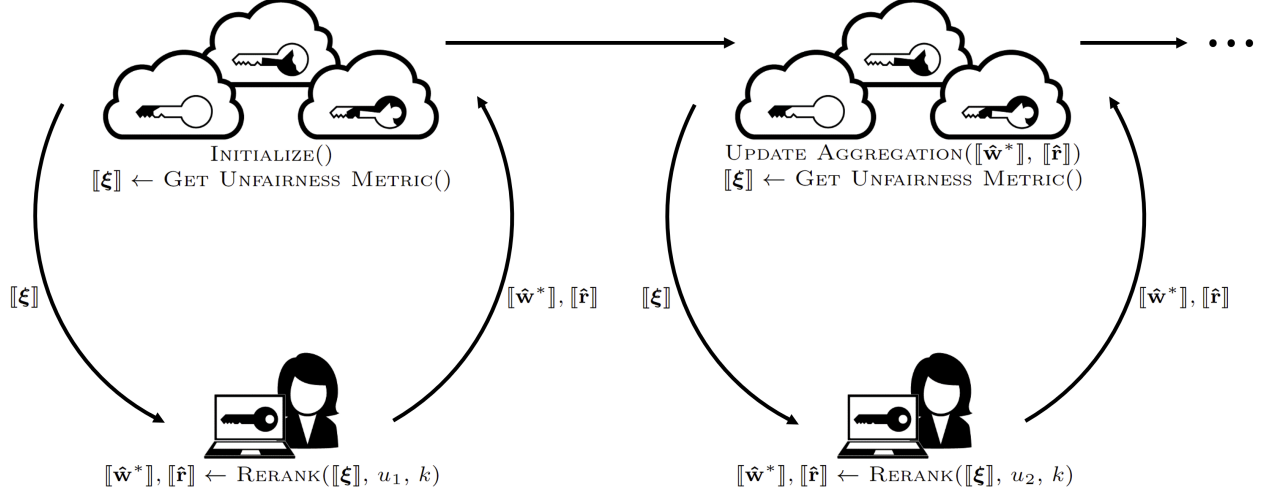 • • •
INITIALIZE()
⟦ξ⟧ ← GET UNFAIRNESS METRIC()
UPDATE AGGREGATION(⟦ŵ*⟧, ⟦r̂⟧)
⟦ξ⟧ ← GET UNFAIRNESS METRIC()
⟦ξ⟧
⟦ŵ*⟧, ⟦r̂⟧
⟦ξ⟧
⟦ŵ*⟧, ⟦r̂⟧
⟦ŵ*⟧, ⟦r̂⟧ ← RERANK(⟦ξ⟧, u₁, k)
⟦ŵ*⟧, ⟦r̂⟧ ← RERANK(⟦ξ⟧, u₂, k)